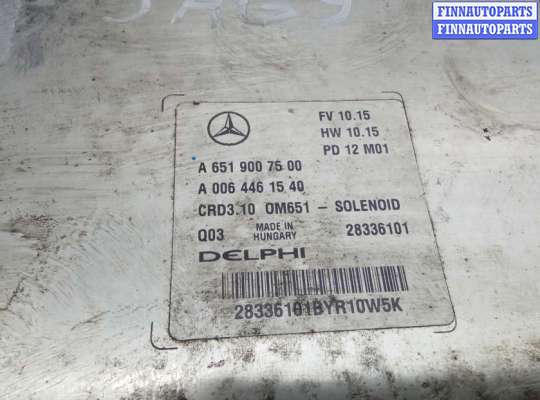 FINNAUTOPARTS
FINNAUTOPARTS
FV 10.15
HW 10.15
PD 12 M01
A 651 900 75 00
A 006 446 15 40
CRD3.10 OM651 - SOLENOID
Q03 MADE IN HUNGARY 28336101
DELPHI
28336101BYR10W5K